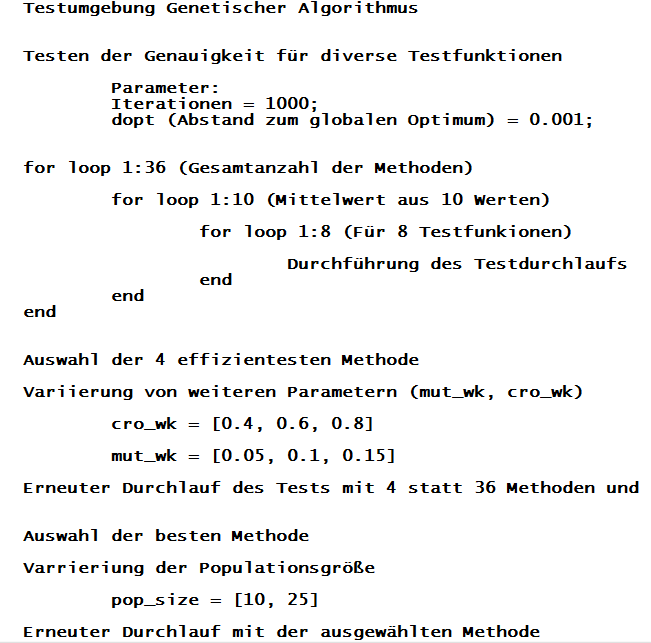 Testumgebung Genetischer Algorithmus
Testen der Genauigkeit für diverse Testfunktionen
Parameter:
Iterationen = 1000;
dopt (Abstand zum globalen Optimum) = 0.001;
for loop 1:36 (Gesamtanzahl der Methoden)
for loop 1:10 (Mittelwert aus 10 Werten)
for loop 1:8 (Für 8 Testfunkionen)
Durchführung des Testdurchlaufs
end
end
end
Auswahl der 4 effizientesten Methode
Variierung von weiteren Parametern (mut_wk, cro_wk)
cro_wk = [0.4, 0.6, 0.8]
mut_wk = [0.05, 0.1, 0.15]
Erneuter Durchlauf des Tests mit 4 statt 36 Methoden und
Auswahl der besten Methode
Varrieriung der Populationsgröße
pop_size = [10, 25]
Erneuter Durchlauf mit der ausgewählten Methode